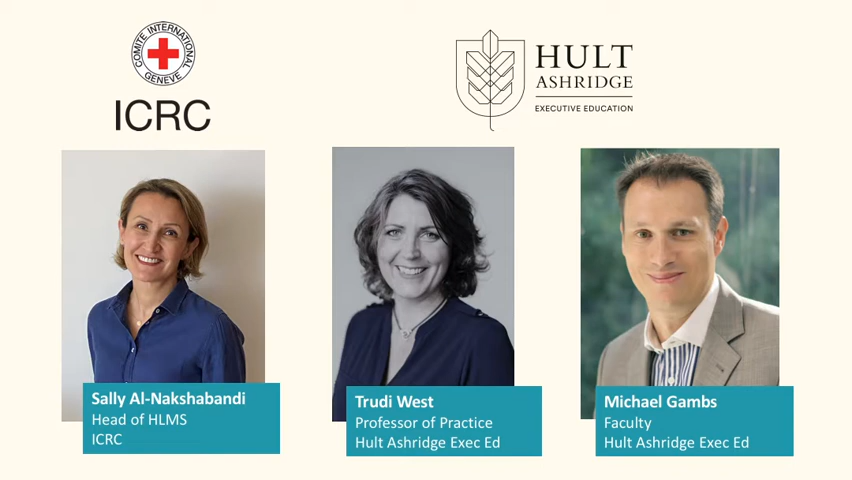 COMITE INTERNATIONAL
GENEVE
ICRC
HULT
ASHRIDGE
EXECUTIVE EDUCATION
Sally Al-Nakshabandi
Head of HLMS
ICRC
Trudi West
Professor of Practice
Hult Ashridge Exec Ed
Michael Gambs
Faculty
Hult Ashridge Exec Ed